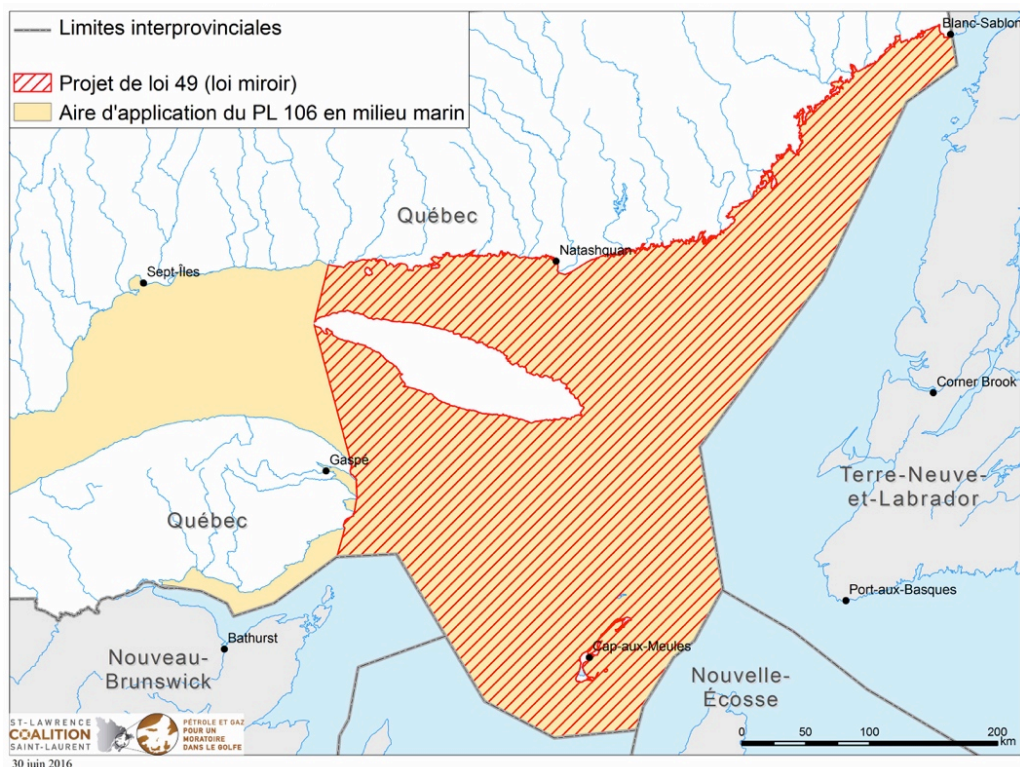 Limites interprovinciales
Projet de loi 49 (loi miroir)
Aire d'application du PL 106 en milieu marin
Blanc-Sablon
Québec
Natashquan
Sept-Îles
Corner Brook
Gaspé
Terre-Neuve-
et-Labrador
Québec
Port-aux-Basques
Bathurst
Cap-aux-Meules
Nouveau-
Brunswick
Nouvelle-
Écosse
ST-LAWRENCE
COALITION
SAINT-LAURENT
PÉTROLE ET GAZ
POUR UN
MORATOIRE
DANS LE GOLFE
0 50 100 200
km
30 juin 2016